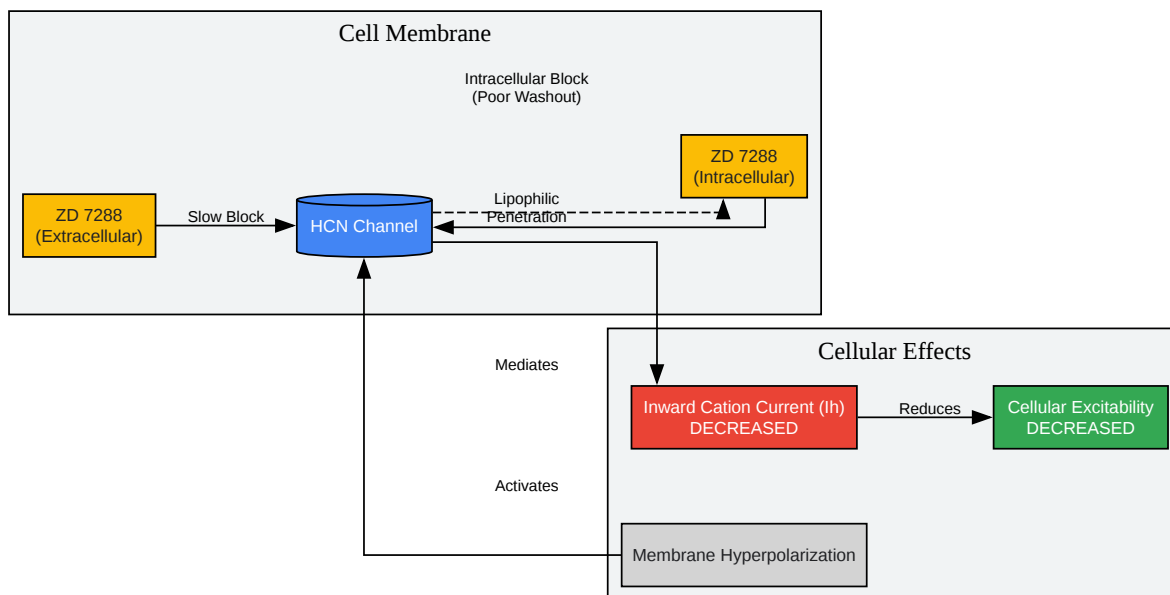 Cell Membrane
Intracellular Block
(Poor Washout)
ZD 7288
(Intracellular)
ZD 7288
(Extracellular)
Slow Block
HCN Channel
Lipophilic
Penetration
Mediates
Cellular Effects
Inward Cation Current (Ih)
DECREASED
Reduces
Cellular Excitability
DECREASED
Activates
Membrane Hyperpolarization